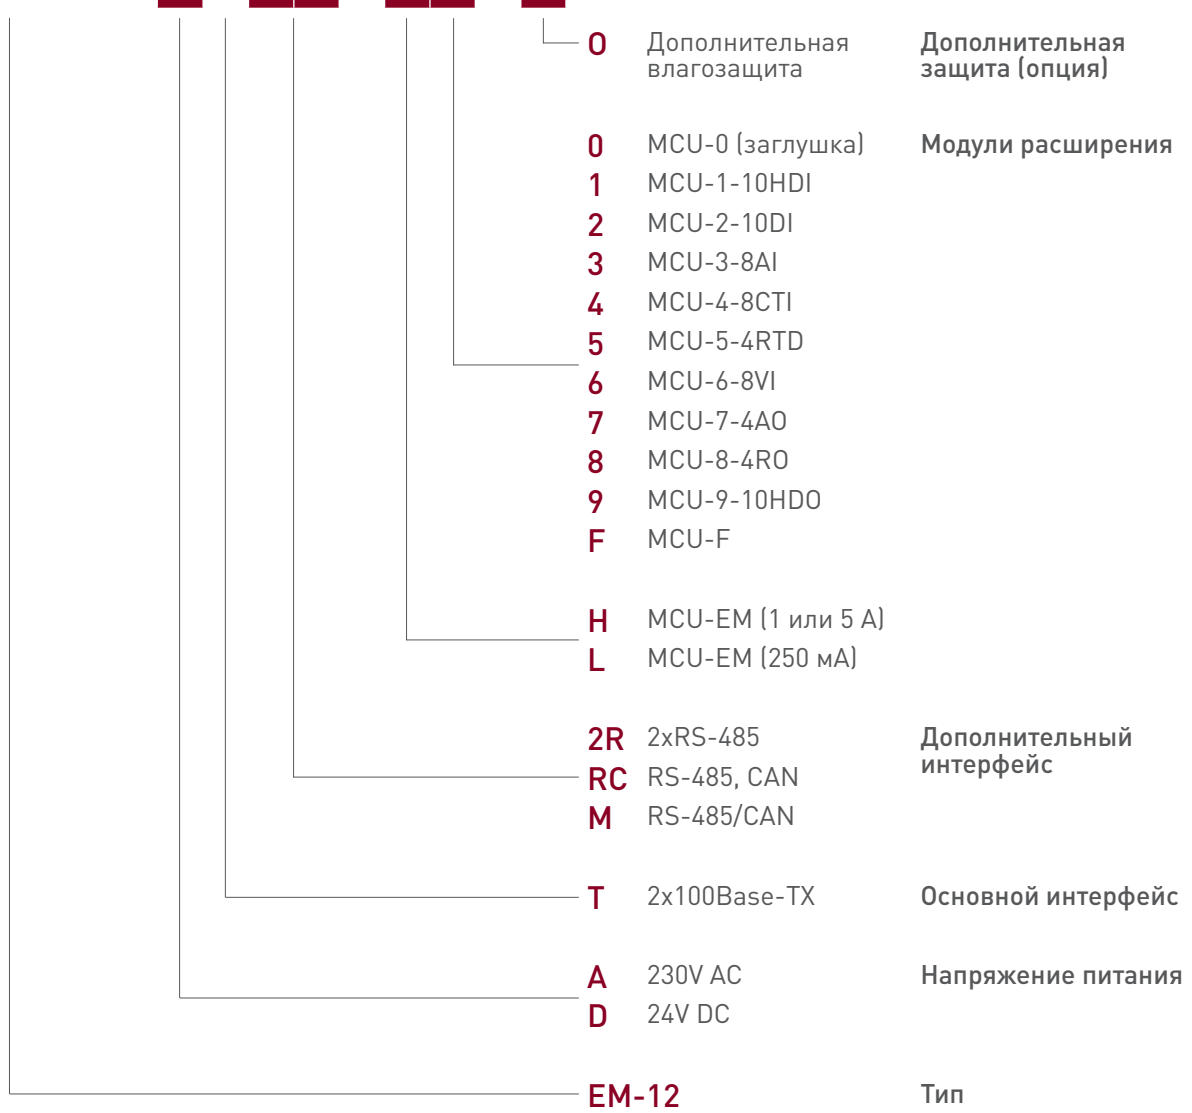 O Дополнительная Дополнительная
влагозащита защита (опция)
0 MCU-0 (заглушка) Модули расширения
1 MCU-1-10HDI
2 MCU-2-10DI
3 MCU-3-8AI
4 MCU-4-8CTI
5 MCU-5-4RTD
6 MCU-6-8VI
7 MCU-7-4AO
8 MCU-8-4RO
9 MCU-9-10HDO
F MCU-F
H MCU-EM (1 или 5 А)
L MCU-EM (250 мА)
2R 2xRS-485 Дополнительный
интерфейс
RC RS-485, CAN
M RS-485/CAN
T 2x100Base-TX Основной интерфейс
A 230V AC Напряжение питания
D 24V DC
EM-12 Тип